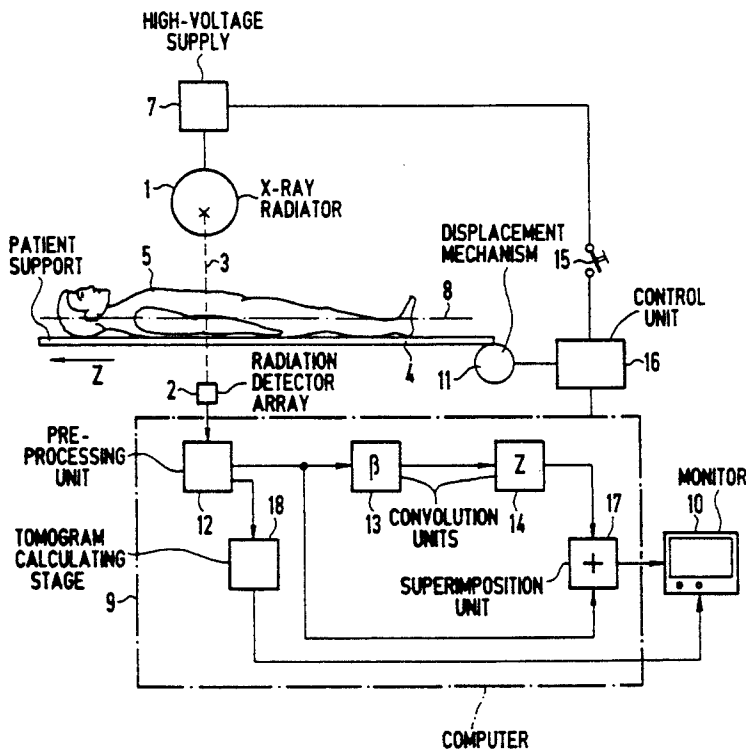 HIGH-VOLTAGE
SUPPLY
7
1
X-RAY
RADIATOR
PATIENT
SUPPORT
5
3
DISPLACEMENT
MECHANISM
15
8
CONTROL
UNIT
Z
4
11
16
2
RADIATION
DETECTOR
ARRAY
PRE-
PROCESSING
UNIT
12
β
13
CONVOLUTION
UNITS
Z
14
17
MONITOR
10
18
TOMOGRAM
CALCULATING
STAGE
+
SUPERIMPOSITION
UNIT
9
COMPUTER